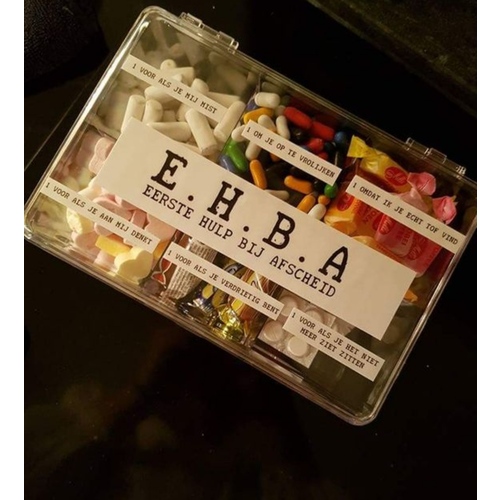 1 VOOR ALS JE MIJ MIST
1 OM JE OP TE VROLIJKEN
1 OMDAT IK JE ECHT TOF VIND
E.H.B.A
EERSTE HULP BIJ AFSCHEID
1 VOOR ALS JE AAN MIJ DENKT
1 VOOR ALS JE VERDRIETIG BENT
1 VOOR ALS JE HET NIET
MEER ZIET ZITTEN